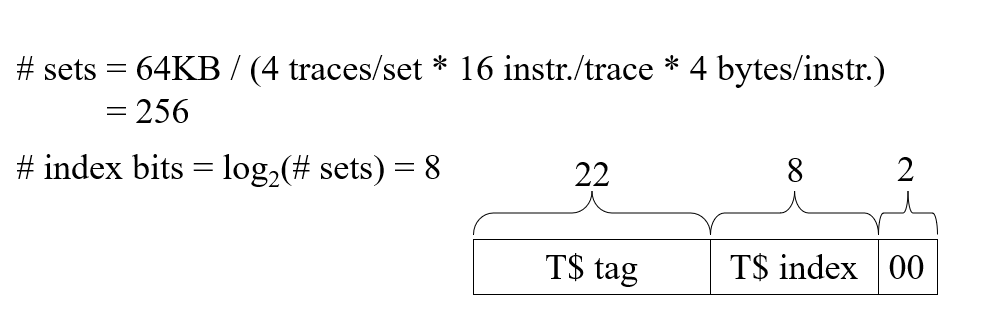 # sets = 64KB / (4 traces/set * 16 instr./trace * 4 bytes/instr.)
= 256
# index bits = log₂(# sets) = 8
22 8 2
T$ tag T$ index 00